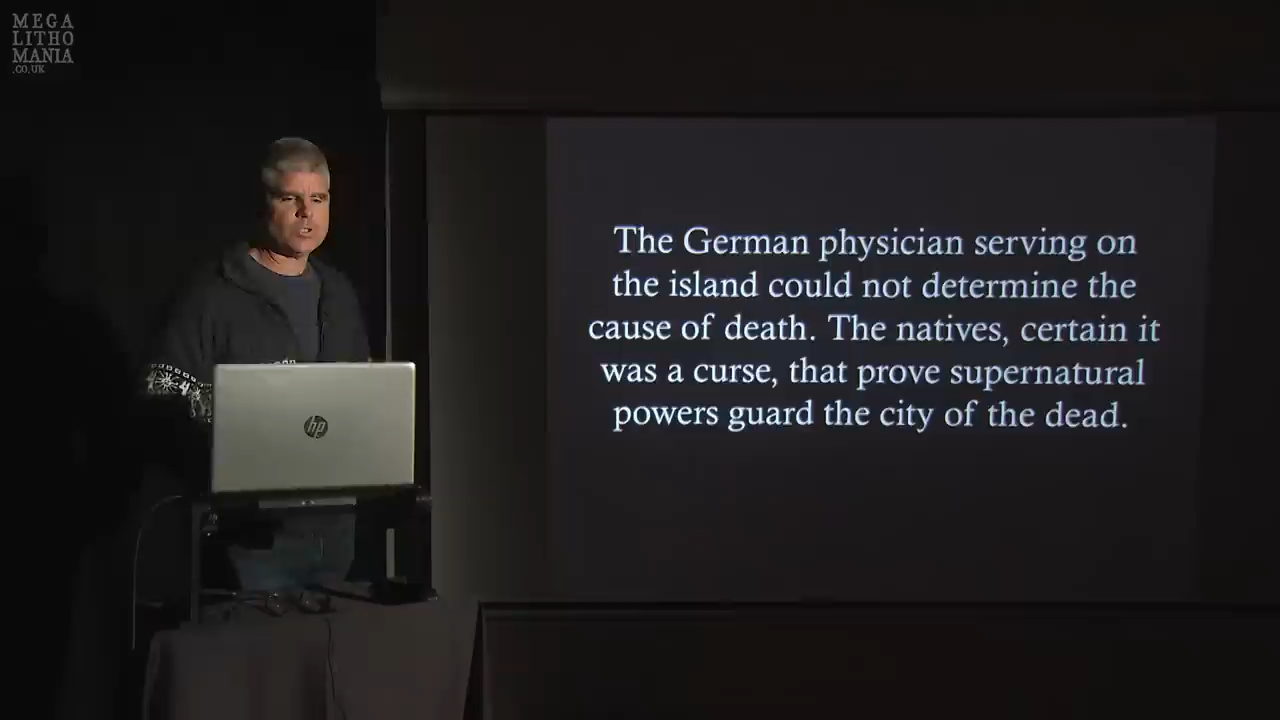 MEGA
LITHO
MANIA
.CO.UK
The German physician serving on
the island could not determine the
cause of death. The natives, certain it
was a curse, that prove supernatural
powers guard the city of the dead.
hp